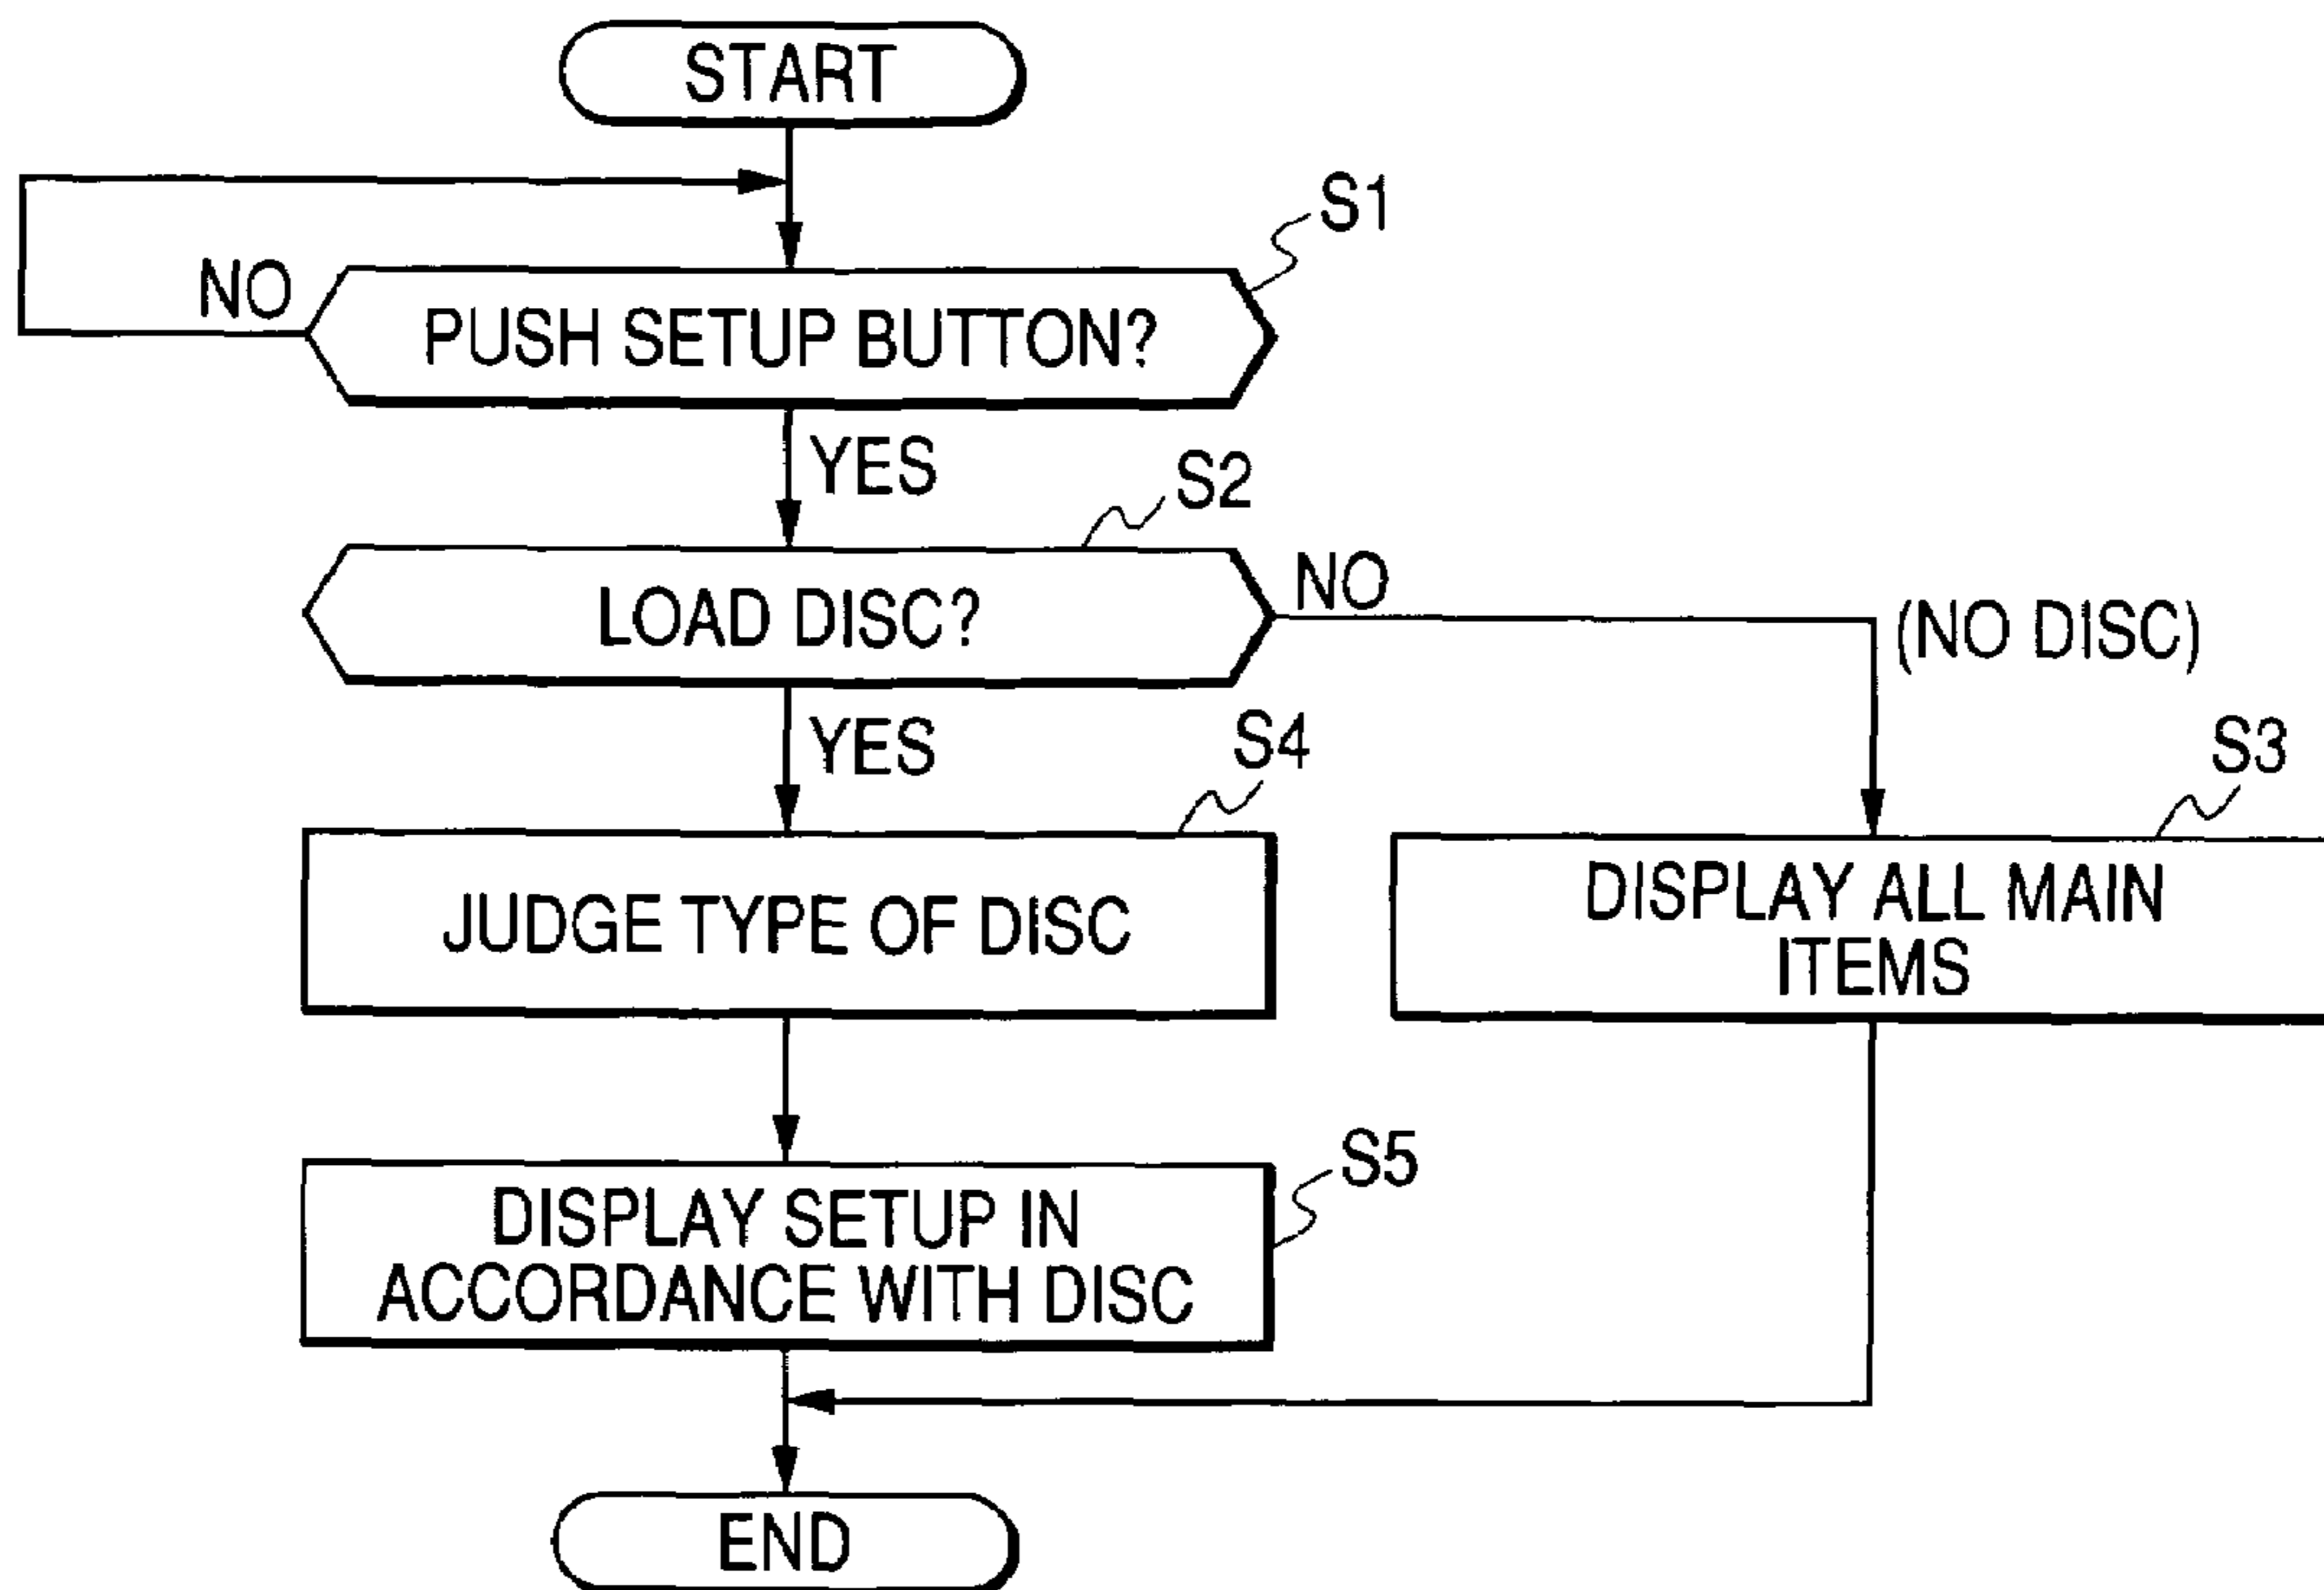 START
S1
NO
PUSH SETUP BUTTON?
YES
S2
LOAD DISC?
NO
(NO DISC)
YES
S4
S3
JUDGE TYPE OF DISC
DISPLAY ALL MAIN
ITEMS
S5
DISPLAY SETUP IN
ACCORDANCE WITH DISC
END